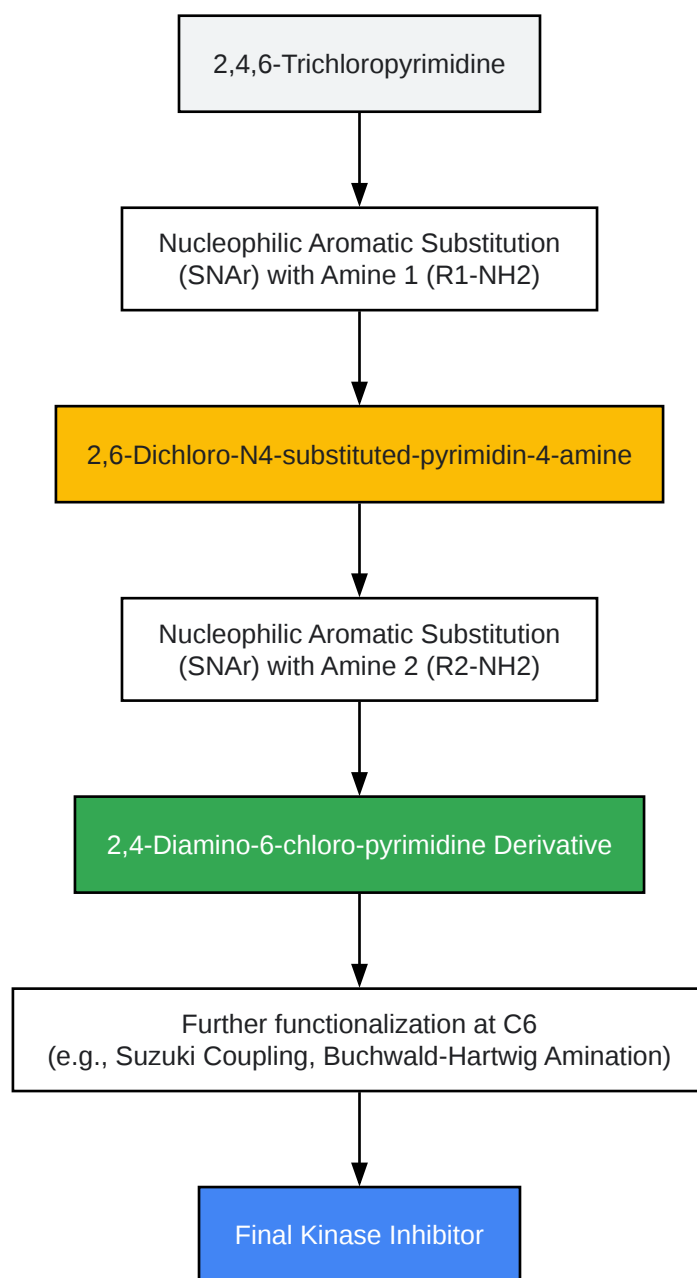 2,4,6-Trichloropyrimidine
Nucleophilic Aromatic Substitution
(SNAr) with Amine 1 (R1-NH2)
2,6-Dichloro-N4-substituted-pyrimidin-4-amine
Nucleophilic Aromatic Substitution
(SNAr) with Amine 2 (R2-NH2)
2,4-Diamino-6-chloro-pyrimidine Derivative
Further functionalization at C6
(e.g., Suzuki Coupling, Buchwald-Hartwig Amination)
Final Kinase Inhibitor